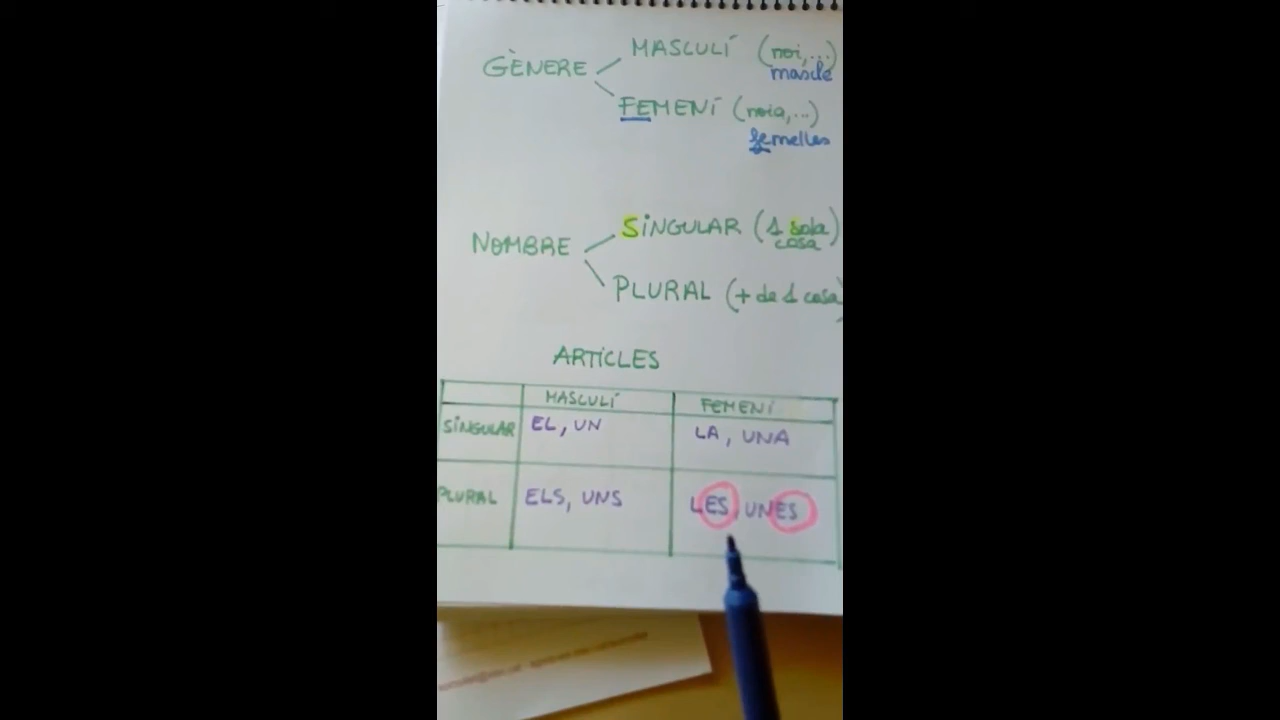 GÈNERE
MASCULÍ (noi,...)
mascle
FEMENÍ (noia,...)
femelles
NOMBRE
SINGULAR (1 sola
cosa)
PLURAL (+ de 1 cosa)
ARTICLES
MASCULÍ FEMENÍ
SINGULAR EL, UN LA, UNA
PLURAL ELS, UNS LES, UNES